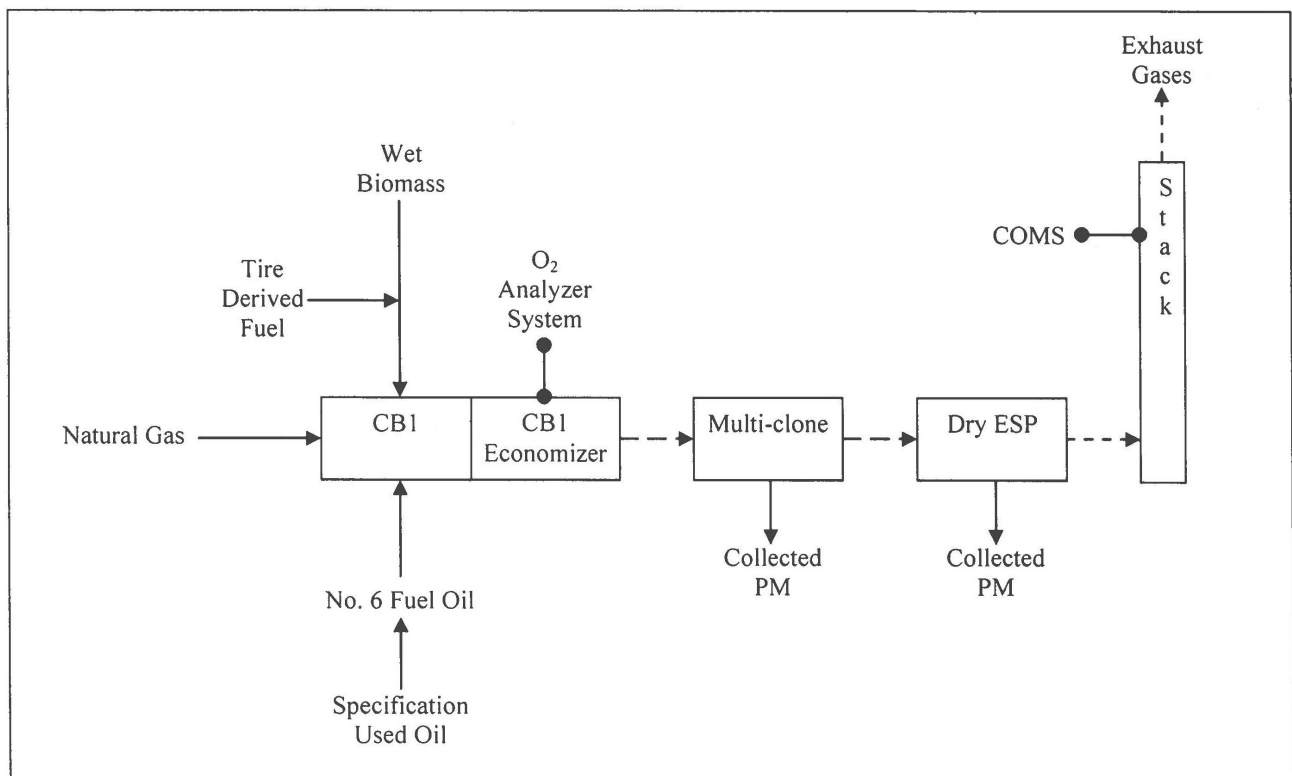 Exhaust
Gases
Stack
COMS
Wet
Biomass
Tire
Derived
Fuel
O₂
Analyzer
System
Natural Gas
CB1
CB1
Economizer
Multi-clone
Dry ESP
Collected
PM
Collected
PM
No. 6 Fuel Oil
Specification
Used Oil